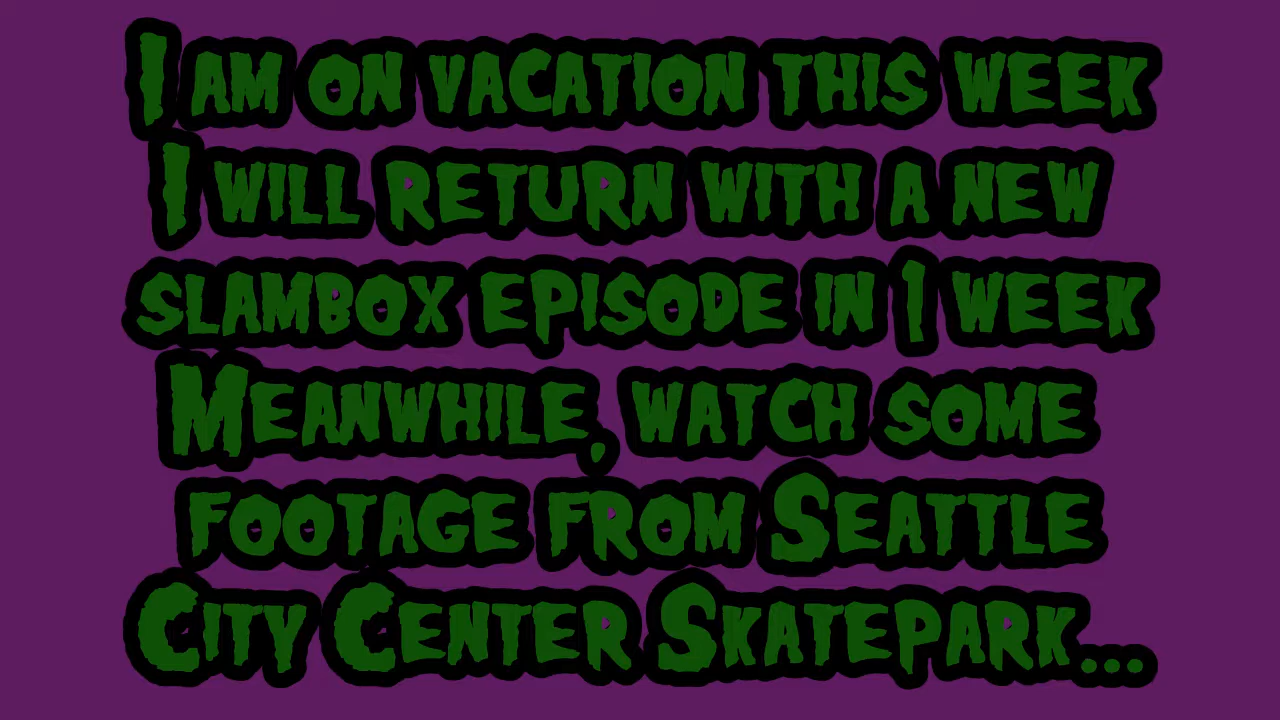 I am on vacation this week
I will return with a new
slambox episode in 1 week
Meanwhile, watch some
footage from Seattle
City Center Skatepark...